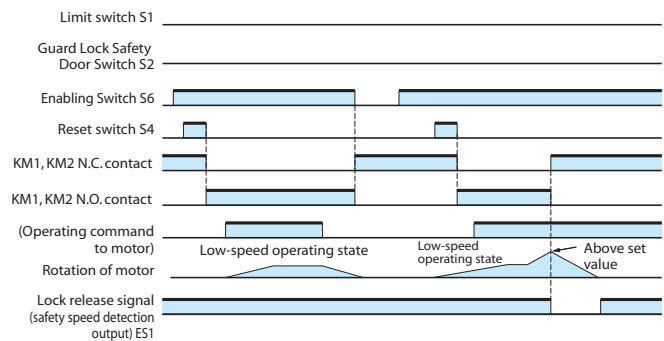 Limit switch S1
Guard Lock Safety
Door Switch S2
Enabling Switch S6
Reset switch S4
KM1, KM2 N.C. contact
KM1, KM2 N.O. contact
(Operating command
to motor)
Low-speed operating state
Low-speed
operating state
Above set
value
Rotation of motor
Lock release signal
(safety speed detection
output) ES1